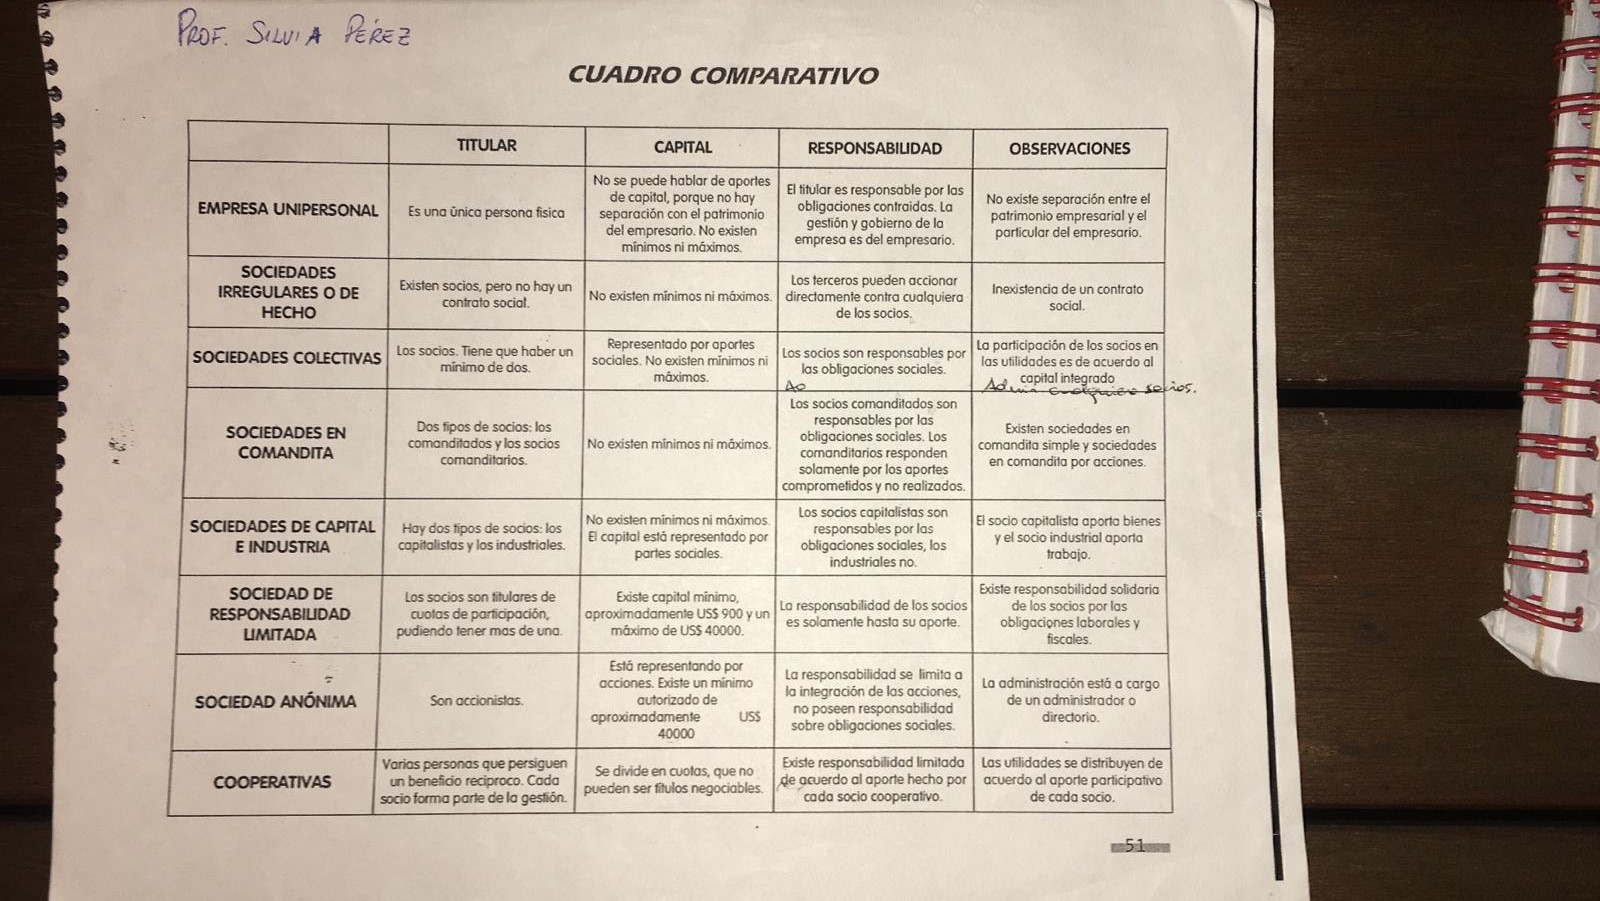 PROF. SILVIA PÉREZ
CUADRO COMPARATIVO
TITULAR
CAPITAL
RESPONSABILIDAD
OBSERVACIONES
EMPRESA UNIPERSONAL
Es una única persona fisica
No se puede hablar de aportes
de capital, porque no hay
separación con el patrimonio
del empresario. No existen
mínimos ni máximos.
El titular es responsable por las
obligaciones contraidas. La
gestión y gobierno de la
empresa es del empresario.
No existe separación entre el
patrimonio empresarial y el
particular del empresario.
SOCIEDADES
IRREGULARES O DE
HECHO
Existen socios, pero no hay un
contrato social.
No existen mínimos ni máximos.
Los terceros pueden accionar
directamente contra cualquiera
de los socios.
Inexistencia de un contrato
social.
SOCIEDADES COLECTIVAS
Los socios. Tiene que haber un
mínimo de dos.
Representado por aportes
sociales. No existen mínimos ni
máximos.
Los socios son responsables por
las obligaciones sociales.
La participación de los socios en
las utilidades es de acuerdo al
capital integrado
socios.
SOCIEDADES EN
COMANDITA
Dos tipos de socios: los
comanditados y los socios
comanditarios.
No existen mínimos ni máximos.
Los socios comanditados son
responsables por las
obligaciones sociales. Los
comanditarios responden
solamente por los aportes
comprometidos y no realizados.
Existen sociedades en
comandita simple y sociedades
en comandita por acciones.
SOCIEDADES DE CAPITAL
E INDUSTRIA
Hay dos tipos de socios: los
capitalistas y los industriales.
No existen mínimos ni máximos.
El capital está representado por
partes sociales.
Los socios capitalistas son
responsables por las
obligaciones sociales, los
industriales no.
El socio capitalista aporta bienes
y el socio industrial aporta
trabajo.
SOCIEDAD DE
RESPONSABILIDAD
LIMITADA
Los socios son titulares de
cuotas de participación,
pudiendo tener mas de una.
Existe capital mínimo,
aproximadamente US$ 900 y un
máximo de US$ 40000.
La responsabilidad de los socios
es solamente hasta su aporte.
Existe responsabilidad solidaria
de los socios por las
obligaciones laborales y
fiscales.
SOCIEDAD ANÓNIMA
Son accionistas.
Está representando por
acciones. Existe un mínimo
autorizado de
aproximadamente US$
40000
La responsabilidad se limita a
la integración de las acciones,
no poseen responsabilidad
sobre obligaciones sociales.
La administración está a cargo
de un administrador o
directorio.
COOPERATIVAS
Varias personas que persiguen
un beneficio reciproco. Cada
socio forma parte de la gestión.
Se divide en cuotas, que no
pueden ser títulos negociables.
Existe responsabilidad limitada
de acuerdo al aporte hecho por
cada socio cooperativo.
Las utilidades se distribuyen de
acuerdo al aporte participativo
de cada socio.
51